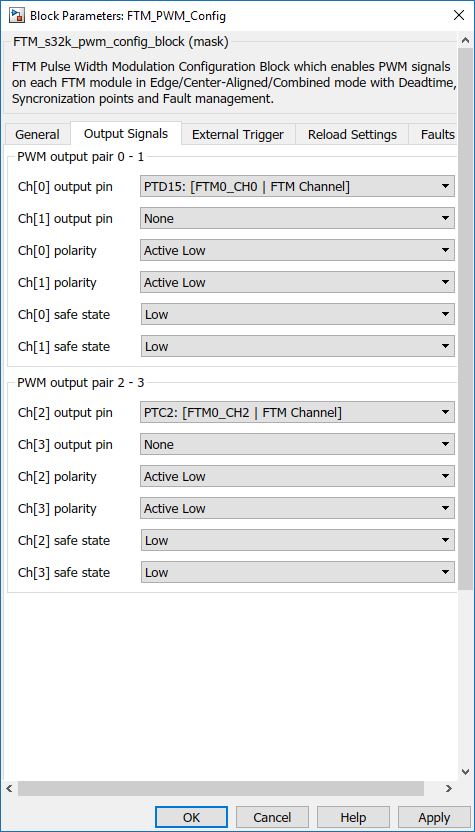 Block Parameters: FTM_PWM_Config
FTM_s32k_pwm_config_block (mask)
FTM Pulse Width Modulation Configuration Block which enables PWM signals
on each FTM module in Edge/Center-Aligned/Combined mode with Deadtime,
Syncronization points and Fault management.
General Output Signals External Trigger Reload Settings Faults
PWM output pair 0 - 1
Ch[0] output pin PTD15: [FTM0_CH0 | FTM Channel]
Ch[1] output pin None
Ch[0] polarity Active Low
Ch[1] polarity Active Low
Ch[0] safe state Low
Ch[1] safe state Low
PWM output pair 2 - 3
Ch[2] output pin PTC2: [FTM0_CH2 | FTM Channel]
Ch[3] output pin None
Ch[2] polarity Active Low
Ch[3] polarity Active Low
Ch[2] safe state Low
Ch[3] safe state Low
OK Cancel Help Apply